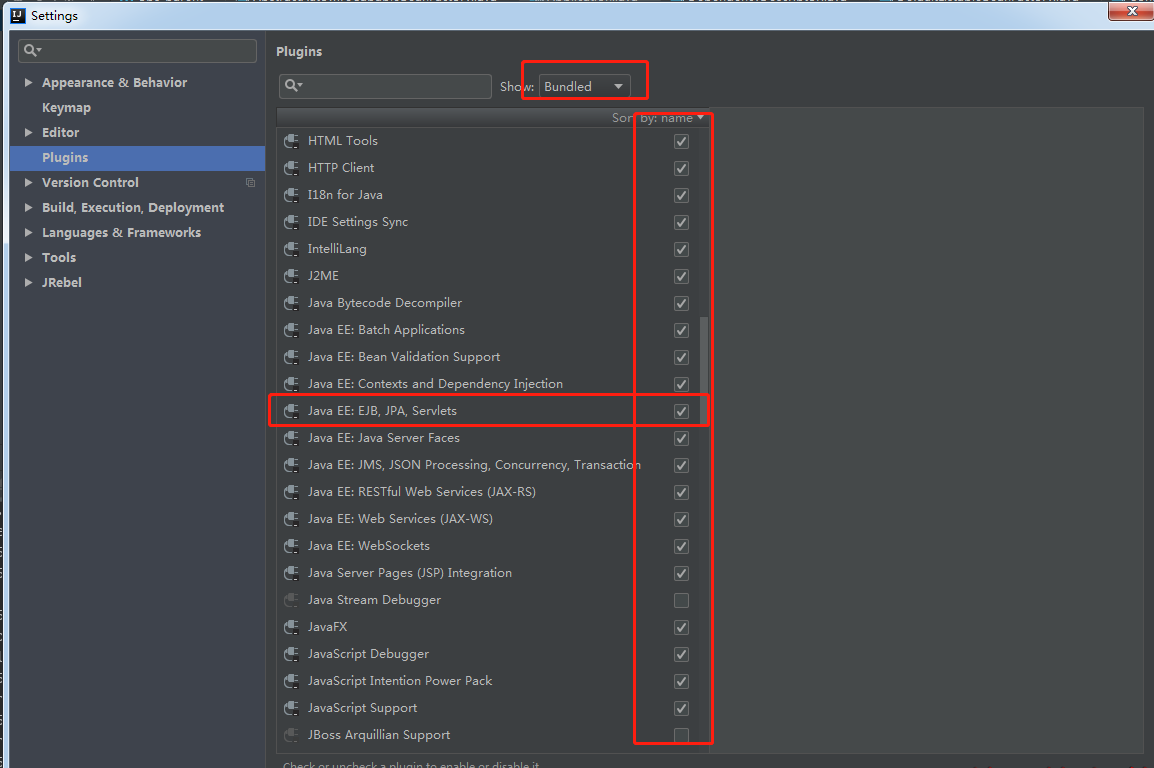 Settings
Plugins
Show: Bundled
Sort by: name
Appearance & Behavior
Keymap
Editor
Plugins
Version Control
Build, Execution, Deployment
Languages & Frameworks
Tools
JRebel
HTML Tools
HTTP Client
I18n for Java
IDE Settings Sync
IntelliLang
J2ME
Java Bytecode Decompiler
Java EE: Batch Applications
Java EE: Bean Validation Support
Java EE: Contexts and Dependency Injection
Java EE: EJB, JPA, Servlets
Java EE: Java Server Faces
Java EE: JMS, JSON Processing, Concurrency, Transaction
Java EE: RESTful Web Services (JAX-RS)
Java EE: Web Services (JAX-WS)
Java EE: WebSockets
Java Server Pages (JSP) Integration
Java Stream Debugger
JavaFX
JavaScript Debugger
JavaScript Intention Power Pack
JavaScript Support
JBoss Arquillian Support
Check or uncheck a plugin to enable or disable it.